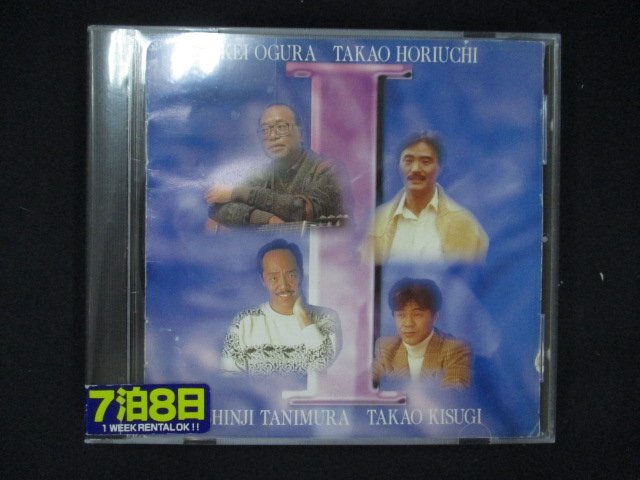 KEI OGURA TAKAO HORIUCHI
I
HINJI TANIMURA TAKAO KISUGI
7泊8日
1 WEEK RENTAL OK!!